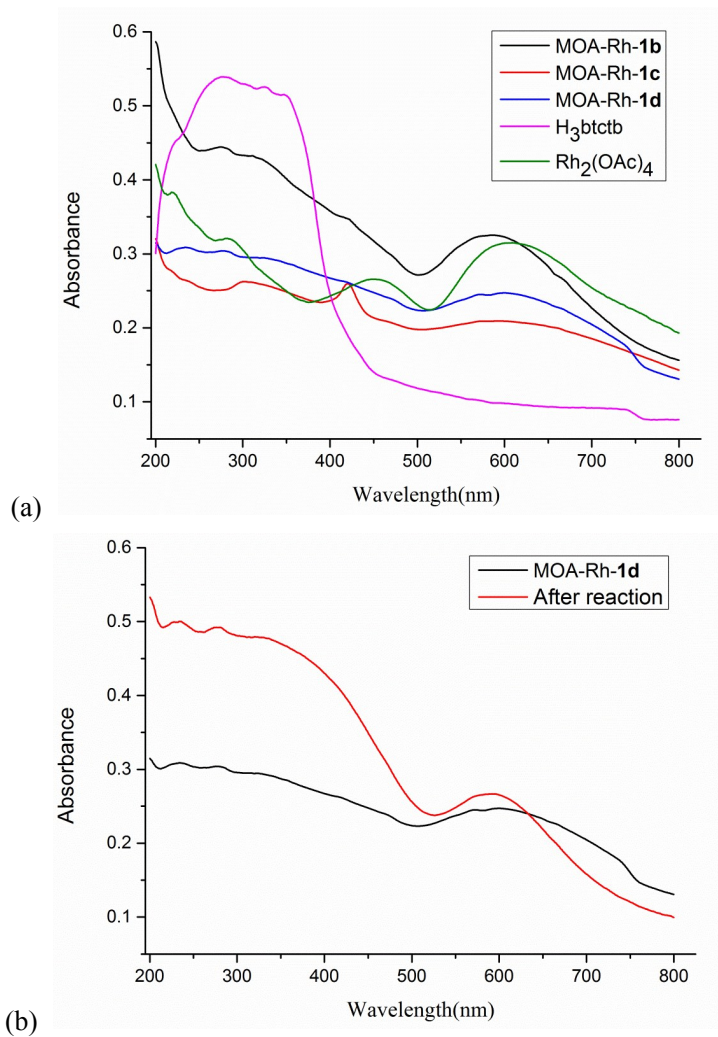 (a)
0.6
0.5
0.4
0.3
0.2
0.1
Absorbance
MOA-Rh-1b
MOA-Rh-1c
MOA-Rh-1d
H3btctb
Rh2(OAc)4
200 300 400 500 600 700 800
Wavelength(nm)
(b)
0.6
0.5
0.4
0.3
0.2
0.1
Absorbance
MOA-Rh-1d
After reaction
200 300 400 500 600 700 800
Wavelength(nm)